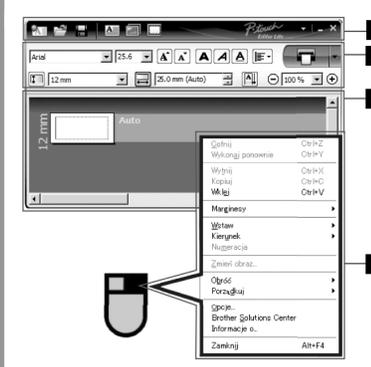 P-touch
Editor Lite
Arial 25.6 A A A A A
12 mm 25.0 mm (Auto) 100 %
12 mm
Auto
Cofnij Ctrl+Z
Wykonaj ponownie Ctrl+Y
Wytnij Ctrl+X
Kopiuj Ctrl+C
Wklej Ctrl+V
Marginesy
Wstaw
Kierunek
Numeracja
Zmień obraz...
Obróć
Porządkuj
Opcje...
Brother Solutions Center
Informacje o..
Zamknij Alt+F4